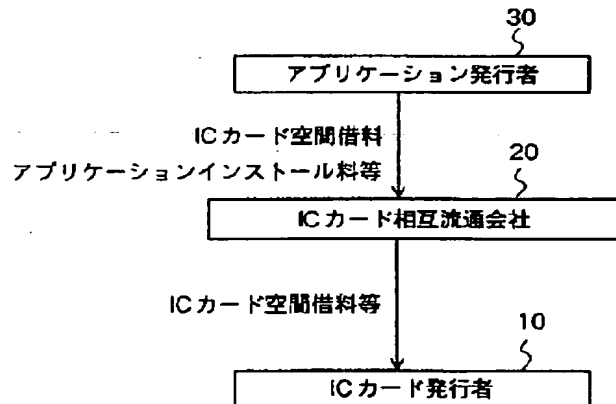 30
アプリケーション発行者
ICカード空間借料
アプリケーションインストール料等
20
ICカード相互流通会社
ICカード空間借料等
10
ICカード発行者